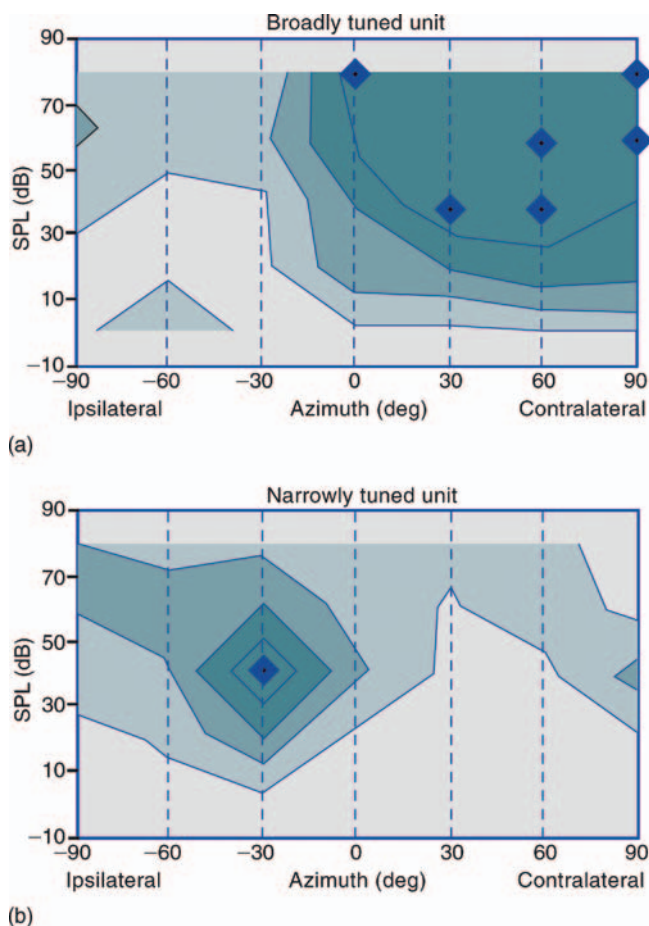 Broadly tuned unit
90
70
50
30
10
−10
SPL (dB)
−90 −60 −30 0 30 60 90
Ipsilateral Azimuth (deg) Contralateral
(a)
Narrowly tuned unit
90
70
50
30
10
−10
SPL (dB)
−90 −60 −30 0 30 60 90
Ipsilateral Azimuth (deg) Contralateral
(b)